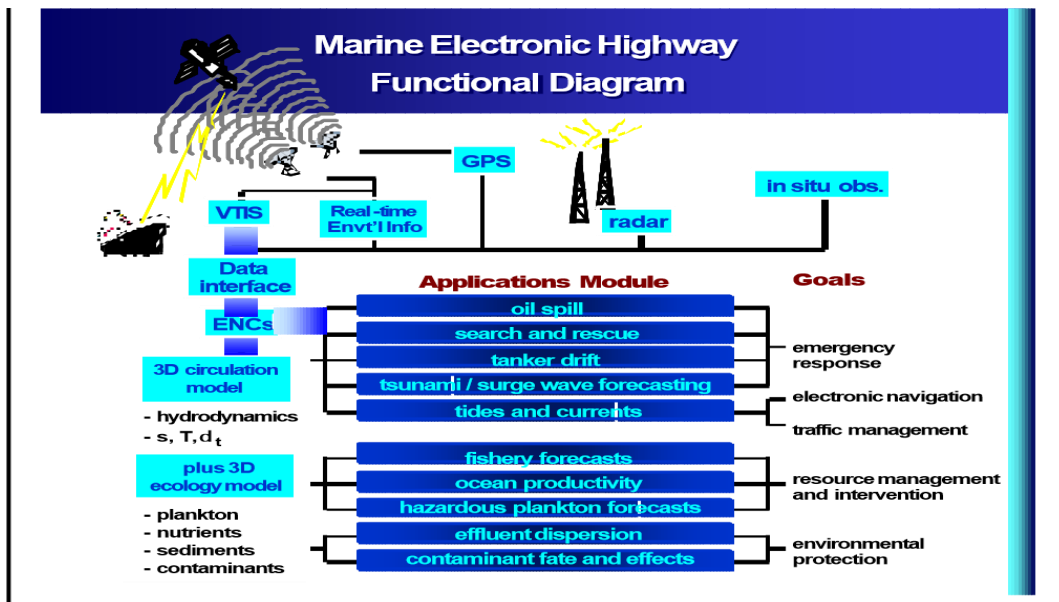 Marine Electronic Highway
Functional Diagram
GPS
in situ obs.
VTIS
Real -time
Envt'l Info
radar
Data
interface
Applications Module
Goals
ENCs
oil spill
search and rescue
tanker drift
tsunami / surge wave forecasting
tides and currents
emergency
response
electronic navigation
traffic management
3D circulation
model
- hydrodynamics
- s, T, d t
plus 3D
ecology model
- plankton
- nutrients
- sediments
- contaminants
fishery forecasts
ocean productivity
hazardous plankton forecasts
effluent dispersion
contaminant fate and effects
resource management
and intervention
environmental
protection